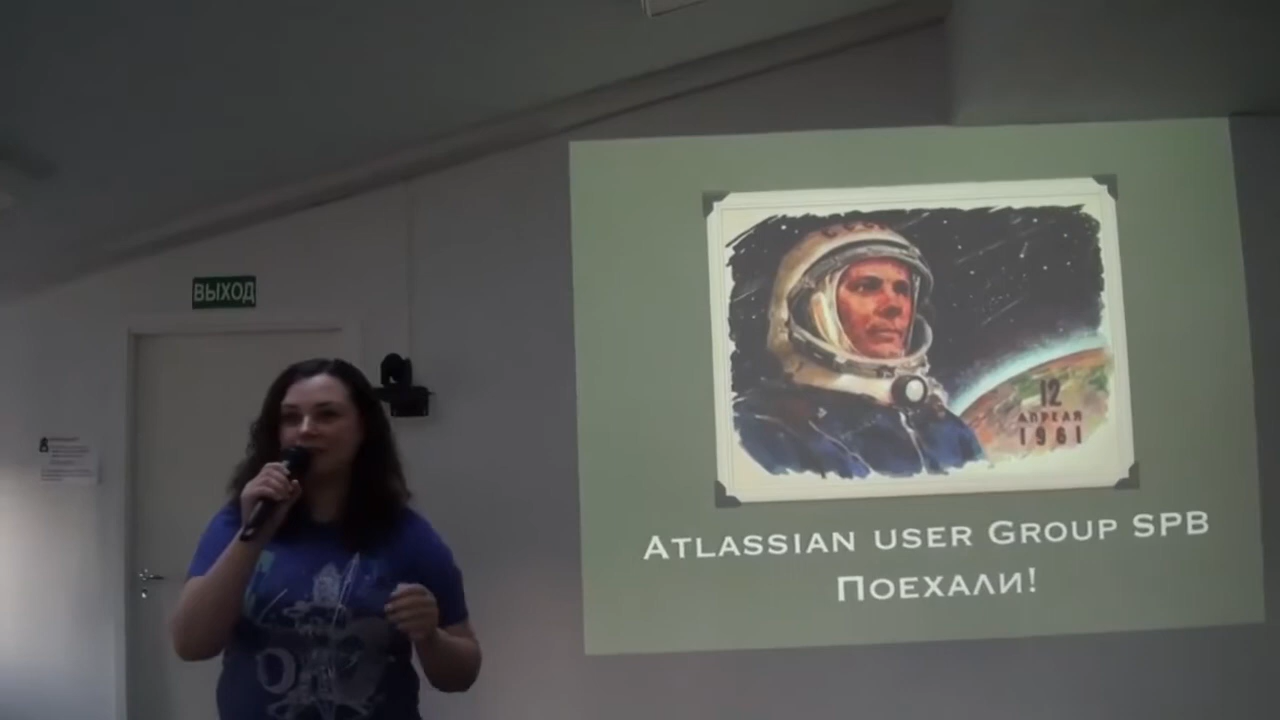 ВЫХОД
12
АПРЕЛЯ
1961
ATLASSIAN USER GROUP SPB
ПОЕХАЛИ!